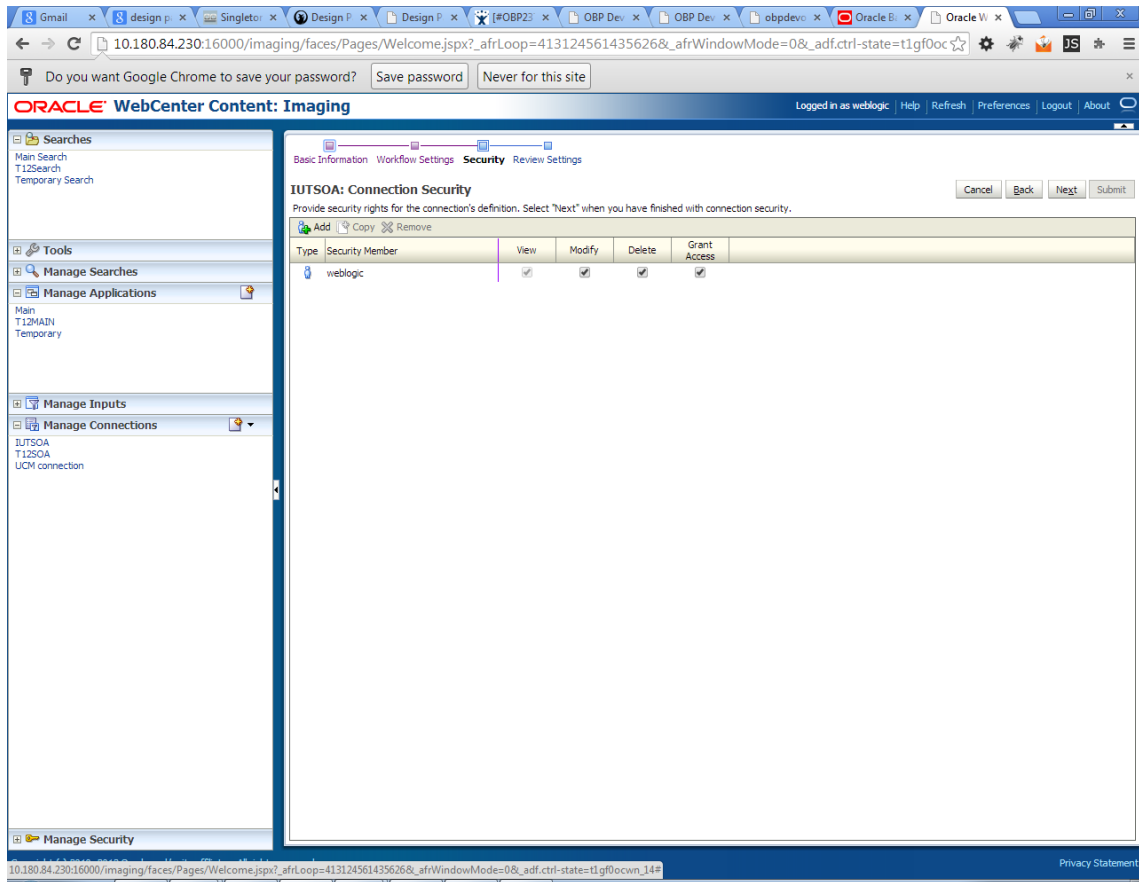 Gmail design pa Singletor Design P Design P [#OBP23 OBP Dev OBP Dev obpdevo Oracle Ba Oracle W
10.180.84.230:16000/imaging/faces/Pages/Welcome.jspx?_afrLoop=413124561435626&_afrWindowMode=0&_adf.ctrl-state=t1gf0oc
Do you want Google Chrome to save your password? Save password Never for this site
ORACLE WebCenter Content: Imaging
Logged in as weblogic Help Refresh Preferences Logout About
Searches
Main Search
T12Search
Temporary Search
Tools
Manage Searches
Manage Applications
Main
T12MAIN
Temporary
Manage Inputs
Manage Connections
IUTSOA
T12SOA
UCM connection
Manage Security
Basic Information Workflow Settings Security Review Settings
IUTSOA: Connection Security
Cancel Back Next Submit
Provide security rights for the connection's definition. Select "Next" when you have finished with connection security.
Add Copy Remove
Type Security Member View Modify Delete Grant Access
weblogic
Privacy Statement
10.180.84.230:16000/imaging/faces/Pages/Welcome.jspx?_afrLoop=413124561435626&_afrWindowMode=0&_adf.ctrl-state=t1gf0ocwn_14#